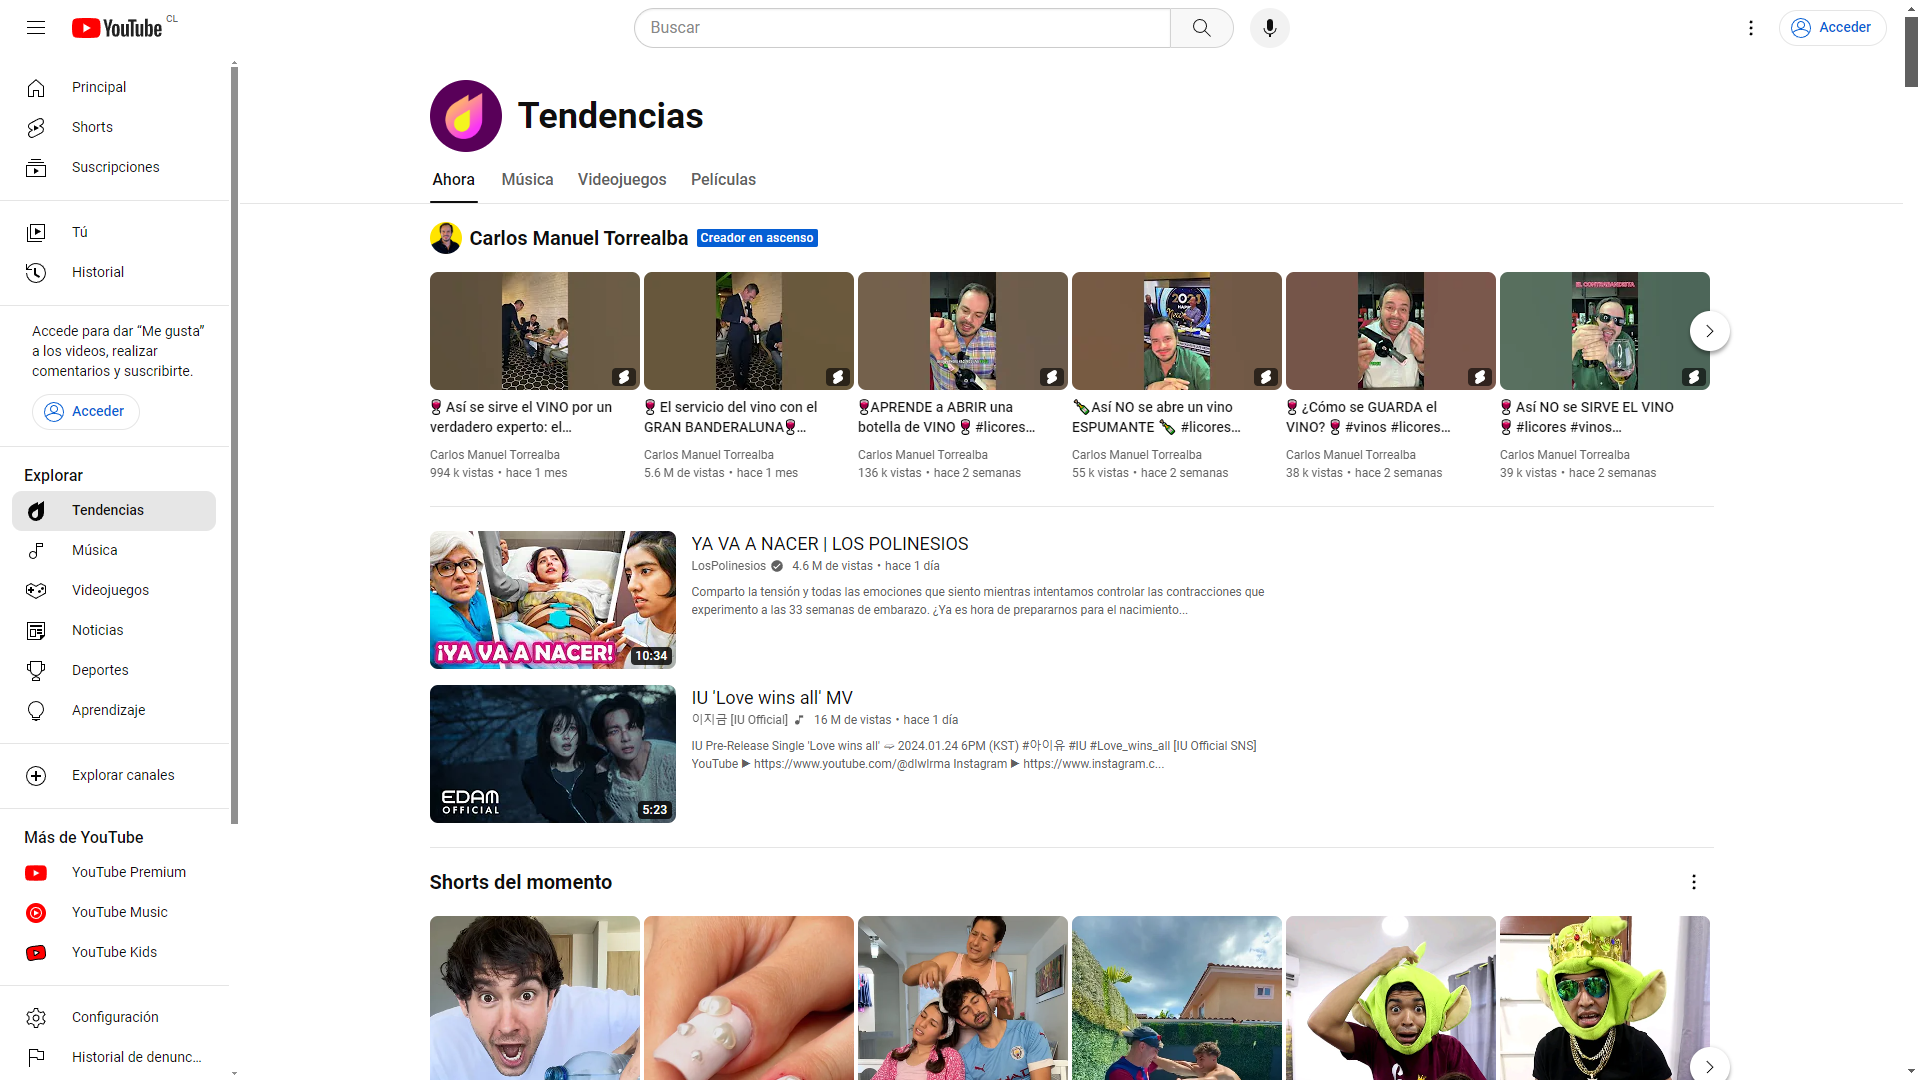 YouTube CL
Buscar
Acceder
Principal
Shorts
Suscripciones
Tú
Historial
Accede para dar “Me gusta”
a los videos, realizar
comentarios y suscribirte.
Acceder
Explorar
Tendencias
Música
Videojuegos
Noticias
Deportes
Aprendizaje
Explorar canales
Más de YouTube
YouTube Premium
YouTube Music
YouTube Kids
Configuración
Historial de denunc...
Tendencias
Ahora
Música
Videojuegos
Películas
Carlos Manuel Torrealba
Creador en ascenso
🍷 Así se sirve el VINO por un
verdadero experto: el...
Carlos Manuel Torrealba
994 k vistas • hace 1 mes
🍷 El servicio del vino con el
GRAN BANDERALUNA🍷...
Carlos Manuel Torrealba
5.6 M de vistas • hace 1 mes
🍷APRENDE a ABRIR una
botella de VINO 🍷 #licores...
Carlos Manuel Torrealba
136 k vistas • hace 2 semanas
🍾Así NO se abre un vino
ESPUMANTE 🍾 #licores...
Carlos Manuel Torrealba
55 k vistas • hace 2 semanas
🍷 ¿Cómo se GUARDA el
VINO? 🍷 #vinos #licores...
Carlos Manuel Torrealba
38 k vistas • hace 2 semanas
EL CONTRABANDISTA
🍷 Así NO se SIRVE EL VINO
🍷 #licores #vinos...
Carlos Manuel Torrealba
39 k vistas • hace 2 semanas
¡YA VA A NACER!
10:34
YA VA A NACER | LOS POLINESIOS
LosPolinesios 4.6 M de vistas • hace 1 día
Comparto la tensión y todas las emociones que siento mientras intentamos controlar las contracciones que
experimento a las 33 semanas de embarazo. ¿Ya es hora de prepararnos para el nacimiento...
EDAM
OFFICIAL
5:23
IU 'Love wins all' MV
이지금 [IU Official] 16 M de vistas • hace 1 día
IU Pre-Release Single 'Love wins all' ➫ 2024.01.24 6PM (KST) #아이유 #IU #Love_wins_all [IU Official SNS]
YouTube ▶ https://www.youtube.com/@dlwlrma Instagram ▶ https://www.instagram.c...
Shorts del momento